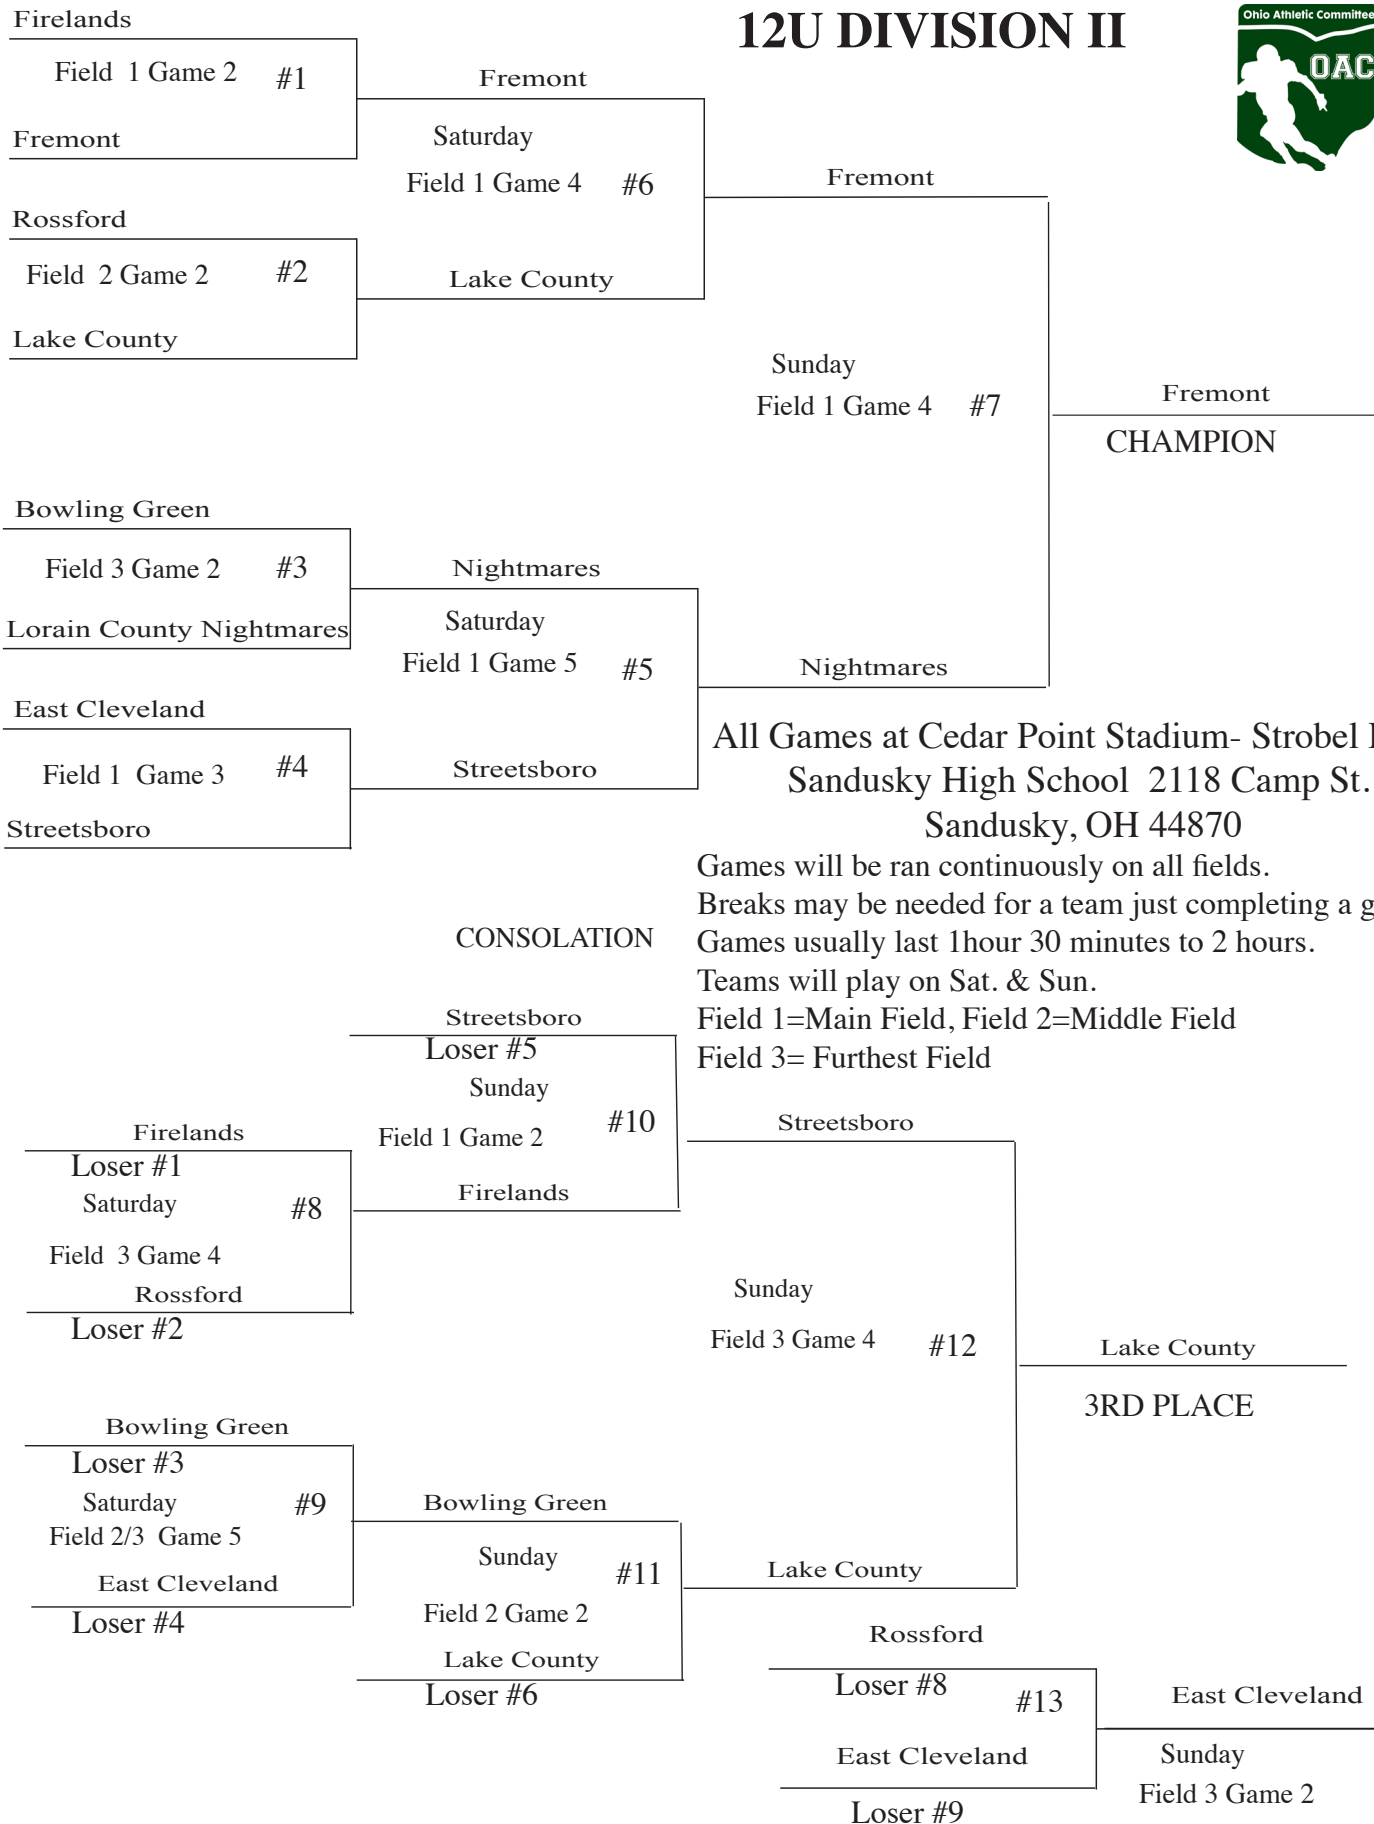 Firelands
12U DIVISION II
Ohio Athletic Committee
OAC
Field 1 Game 2 #1
Fremont
Fremont
Saturday
Field 1 Game 4 #6
Fremont
Rossford
Field 2 Game 2 #2
Lake County
Lake County
Sunday
Field 1 Game 4 #7
Fremont
CHAMPION
Bowling Green
Field 3 Game 2 #3
Nightmares
Lorain County Nightmares
Saturday
Field 1 Game 5 #5
Nightmares
East Cleveland
Field 1 Game 3 #4
Streetsboro
Streetsboro
All Games at Cedar Point Stadium- Strobel
Sandusky High School 2118 Camp St.
Sandusky, OH 44870
Games will be ran continuously on all fields.
Breaks may be needed for a team just completing a g
Games usually last 1hour 30 minutes to 2 hours.
Teams will play on Sat. & Sun.
Field 1=Main Field, Field 2=Middle Field
Field 3= Furthest Field
CONSOLATION
Streetsboro
Loser #5
Sunday
Field 1 Game 2 #10
Firelands
Firelands
Loser #1
Saturday
#8
Field 3 Game 4
Rossford
Loser #2
Streetsboro
Sunday
Field 3 Game 4 #12
Lake County
3RD PLACE
Bowling Green
Loser #3
Saturday
#9
Field 2/3 Game 5
East Cleveland
Loser #4
Bowling Green
Sunday
#11
Field 2 Game 2
Lake County
Loser #6
Lake County
Rossford
Loser #8
#13
East Cleveland
Loser #9
East Cleveland
Sunday
Field 3 Game 2